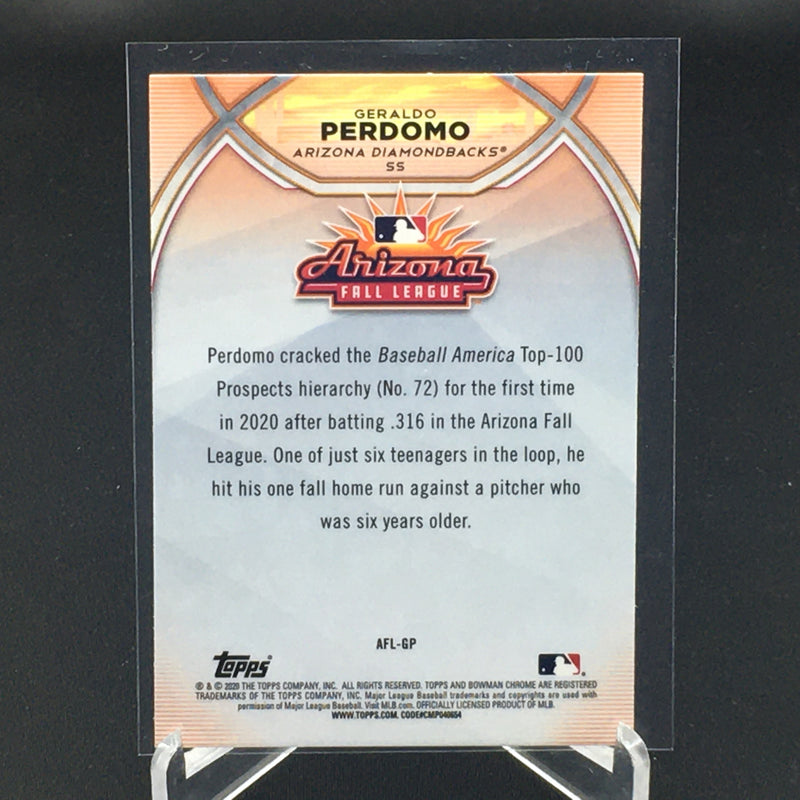 GERALDO
PERDOMO
ARIZONA DIAMONDBACKS®
SS
Arizona
FALL LEAGUE
Perdomo cracked the Baseball America Top-100
Prospects hierarchy (No. 72) for the first time
in 2020 after batting .316 in the Arizona Fall
League. One of just six teenagers in the loop, he
hit his one fall home run against a pitcher who
was six years older.
AFL-GP
Topps®
® & © 2020 THE TOPPS COMPANY, INC. ALL RIGHTS RESERVED. TOPPS AND BOWMAN CHROME ARE REGISTERED
TRADEMARKS OF THE TOPPS COMPANY, INC. Major League Baseball trademarks and copyrights are used with
permission of Major League Baseball. Visit MLB.com. OFFICIALLY LICENSED PRODUCT OF MLB.
WWW.TOPPS.COM. CODE#CMP040654